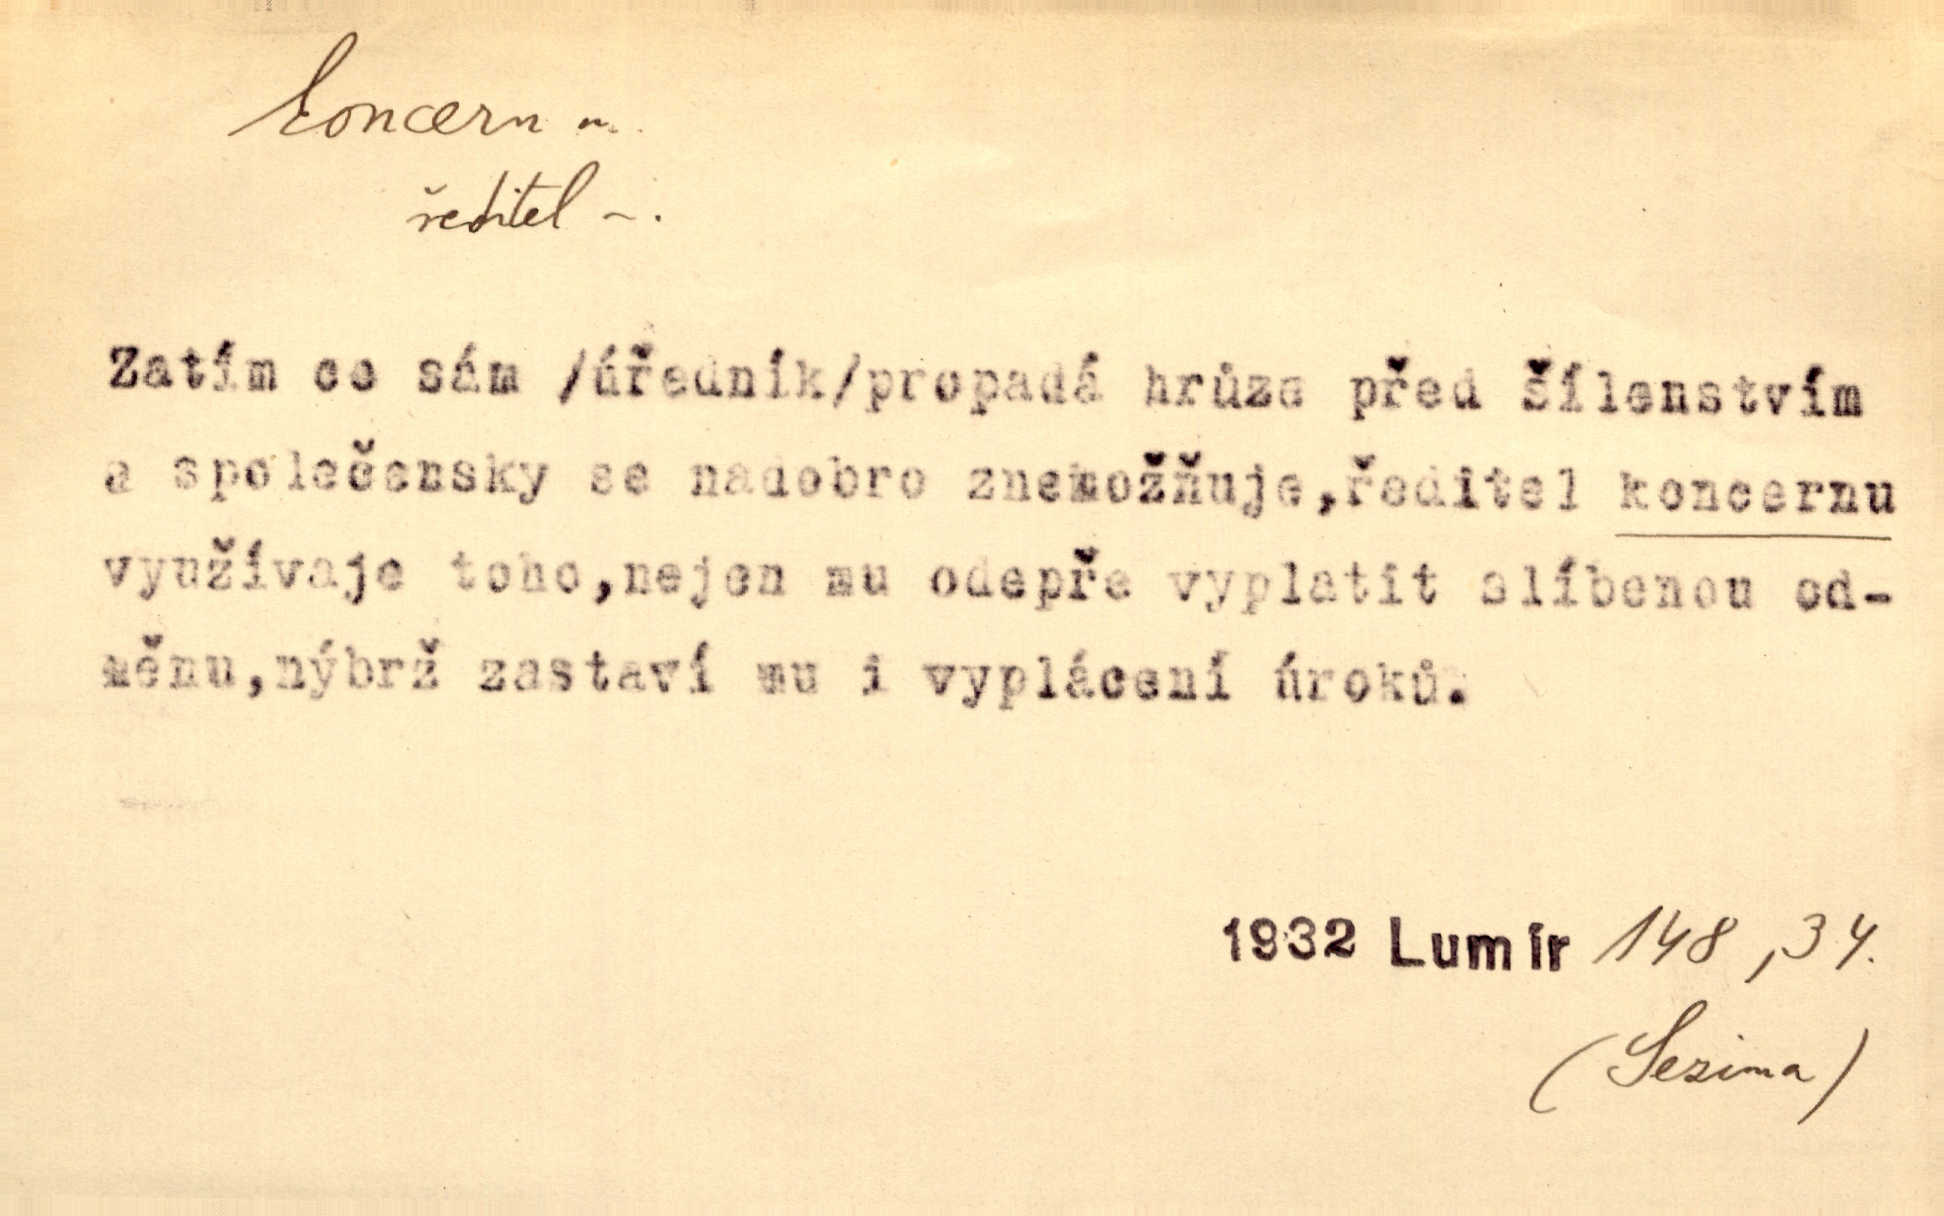 koncern m.
ředitel ~.
Zatím co sám /úředník/propadá hrůze před šílenstvím
a společensky se nadobro znemožňuje,ředitel koncernu
využívaje toho,nejen mu odepře vyplatit slíbenou od-
měnu,nýbrž zastaví mu i vyplácení úroků.
1932 Lumír 148,34.
(Sezima)